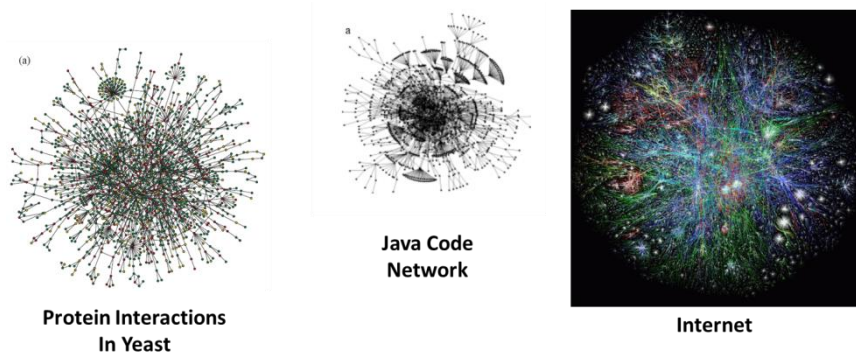 (a)
Protein Interactions
In Yeast
a
Java Code
Network
Internet